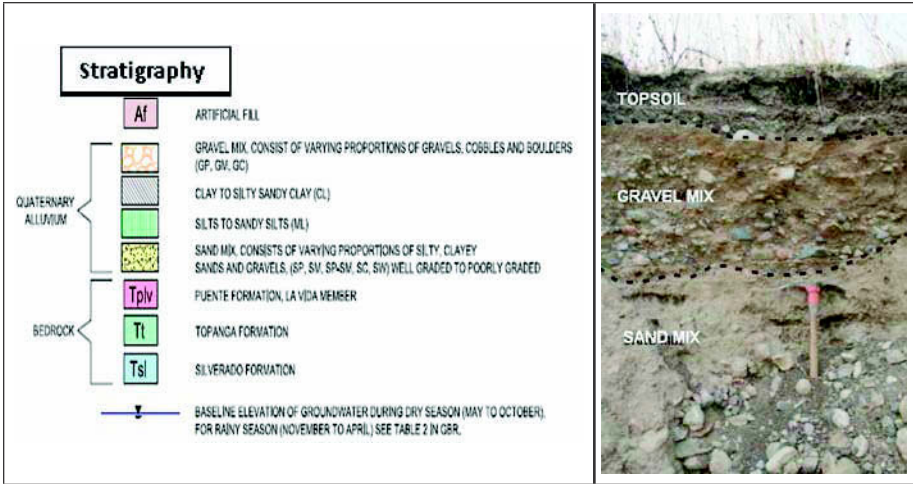 Stratigraphy
Af
ARTIFICIAL FILL
GRAVEL MIX, CONSIST OF VARYING PROPORTIONS OF GRAVELS, COBBLES AND BOULDERS
(GP, GM, GC)
CLAY TO SILTY SANDY CLAY (CL)
QUATERNARY
ALLUVIUM
SILTS TO SANDY SILTS (ML)
SAND MIX, CONSISTS OF VARYING PROPORTIONS OF SILTY, CLAYEY
SANDS AND GRAVELS, (SP, SM, SP-SM, SC, SW) WELL GRADED TO POORLY GRADED
Tplv
PUENTE FORMATION, LA VIDA MEMBER
BEDROCK
Tt
TOPANGA FORMATION
Tsl
SILVERADO FORMATION
BASELINE ELEVATION OF GROUNDWATER DURING DRY SEASON (MAY TO OCTOBER).
FOR RAINY SEASON (NOVEMBER TO APRIL) SEE TABLE 2 IN GBR.
TOPSOIL
GRAVEL MIX
SAND MIX